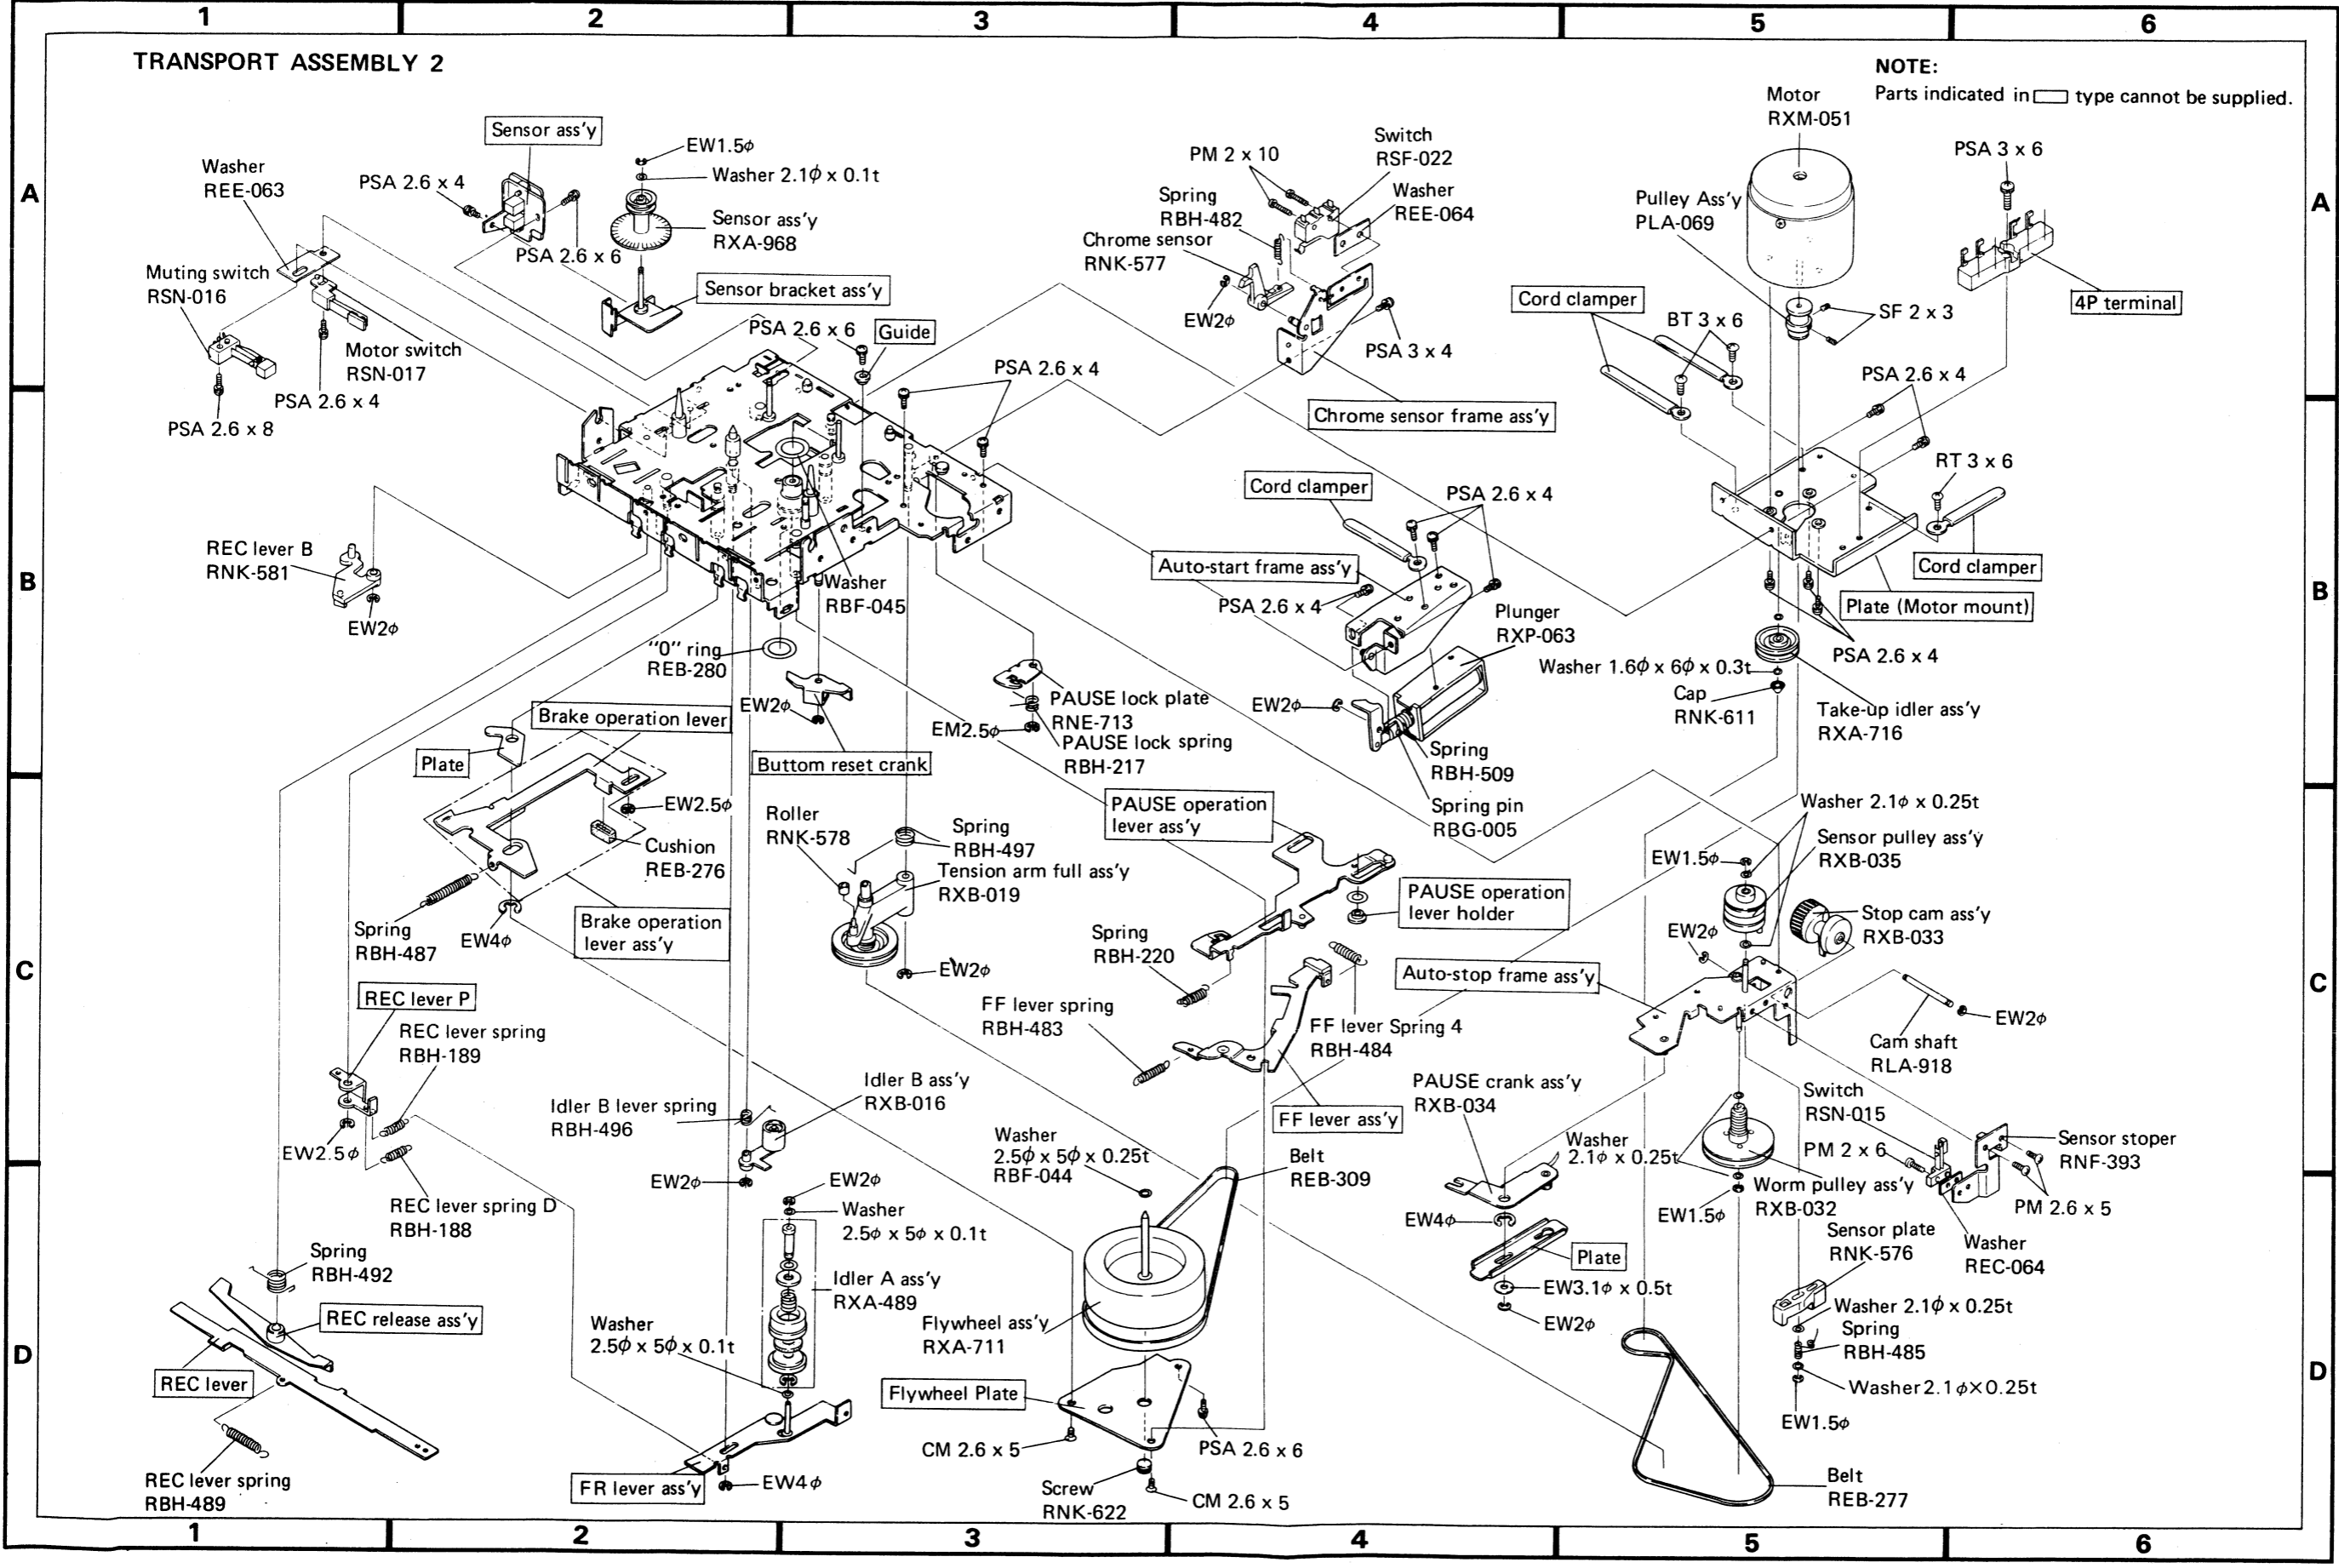 1 2 3 4 5 6
TRANSPORT ASSEMBLY 2
NOTE:
Parts indicated in type cannot be supplied.
A
A
B
B
C
C
D
D
Sensor ass'y
EW1.5ϕ
Washer 2.1ϕ x 0.1t
Washer
REE-063
PSA 2.6 x 4
Sensor ass'y
RXA-968
PSA 2.6 x 6
Muting switch
RSN-016
Sensor bracket ass'y
Motor switch
RSN-017
PSA 2.6 x 4
PSA 2.6 x 8
PSA 2.6 x 6
Guide
PSA 2.6 x 4
PM 2 x 10
Switch
RSF-022
Spring
RBH-482
Washer
REE-064
Chrome sensor
RNK-577
EW2ϕ
PSA 3 x 4
Chrome sensor frame ass'y
Motor
RXM-051
PSA 3 x 6
Pulley Ass'y
PLA-069
Cord clamper
BT 3 x 6
SF 2 x 3
4P terminal
PSA 2.6 x 4
RT 3 x 6
Cord clamper
Plate (Motor mount)
PSA 2.6 x 4
Cord clamper
PSA 2.6 x 4
Auto-start frame ass'y
PSA 2.6 x 4
Plunger
RXP-063
Washer 1.6ϕ x 6ϕ x 0.3t
Cap
RNK-611
Take-up idler ass'y
RXA-716
EW2ϕ
Spring
RBH-509
Spring pin
RBG-005
REC lever B
RNK-581
EW2ϕ
Washer
RBF-045
"0" ring
REB-280
EW2ϕ
Buttom reset crank
PAUSE lock plate
RNE-713
EM2.5ϕ
PAUSE lock spring
RBH-217
Brake operation lever
Plate
EW2.5ϕ
Cushion
REB-276
Spring
RBH-487
EW4ϕ
Brake operation
lever ass'y
Roller
RNK-578
Spring
RBH-497
Tension arm full ass'y
RXB-019
EW2ϕ
PAUSE operation
lever ass'y
PAUSE operation
lever holder
Spring
RBH-220
FF lever spring
RBH-483
FF lever Spring 4
RBH-484
FF lever ass'y
Washer 2.1ϕ x 0.25t
Sensor pulley ass'y
RXB-035
EW1.5ϕ
Stop cam ass'y
RXB-033
EW2ϕ
Auto-stop frame ass'y
EW2ϕ
Cam shaft
RLA-918
REC lever P
REC lever spring
RBH-189
EW2.5ϕ
REC lever spring D
RBH-188
Idler B ass'y
RXB-016
Idler B lever spring
RBH-496
EW2ϕ
EW2ϕ
Washer
2.5ϕ x 5ϕ x 0.1t
Idler A ass'y
RXA-489
Washer
2.5ϕ x 5ϕ x 0.1t
FR lever ass'y
EW4ϕ
Spring
RBH-492
REC release ass'y
REC lever
REC lever spring
RBH-489
Washer
2.5ϕ x 5ϕ x 0.25t
RBF-044
Belt
REB-309
Flywheel ass'y
RXA-711
Flywheel Plate
CM 2.6 x 5
PSA 2.6 x 6
Screw
RNK-622
CM 2.6 x 5
PAUSE crank ass'y
RXB-034
EW4ϕ
Plate
EW3.1ϕ x 0.5t
EW2ϕ
Washer
2.1ϕ x 0.25t
EW1.5ϕ
Worm pulley ass'y
RXB-032
Switch
RSN-015
PM 2 x 6
Sensor stoper
RNF-393
PM 2.6 x 5
Washer
REC-064
Sensor plate
RNK-576
Washer 2.1ϕ x 0.25t
Spring
RBH-485
Washer 2.1ϕX0.25t
EW1.5ϕ
Belt
REB-277
1 2 3 4 5 6